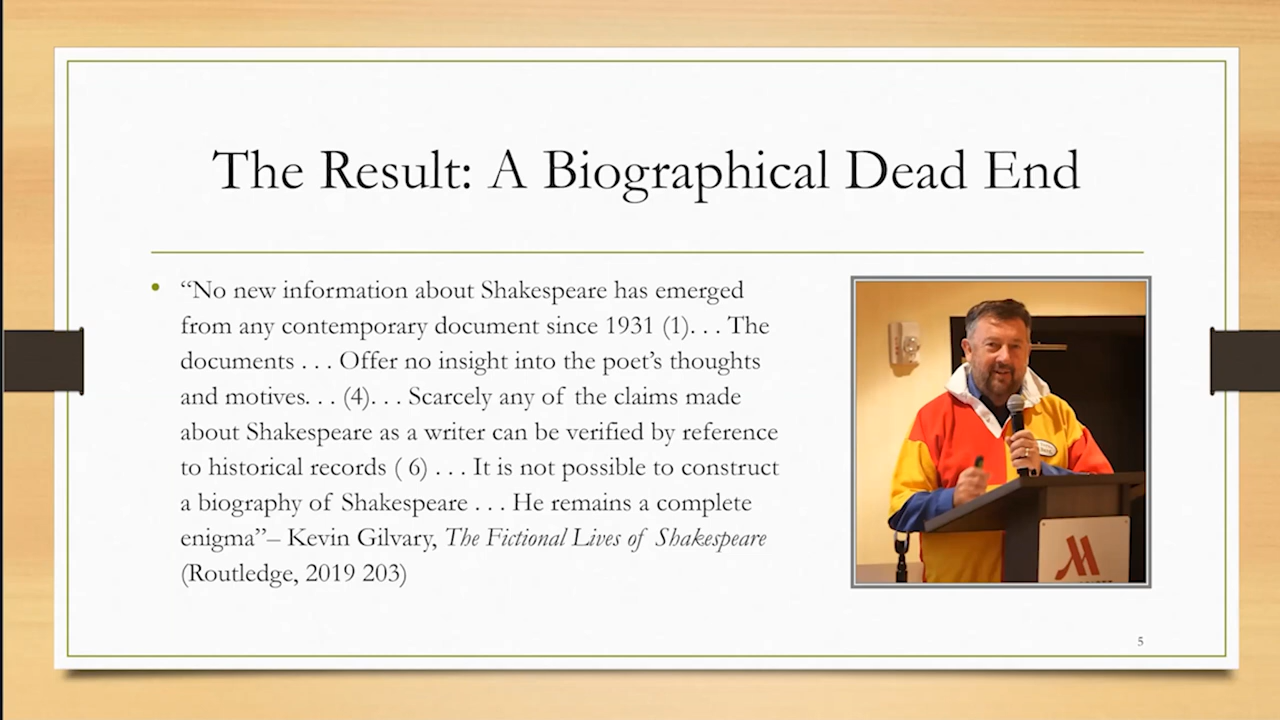 The Result: A Biographical Dead End
• “No new information about Shakespeare has emerged
from any contemporary document since 1931 (1). . . The
documents . . . Offer no insight into the poet’s thoughts
and motives. . . (4). . . Scarcely any of the claims made
about Shakespeare as a writer can be verified by reference
to historical records ( 6) . . . It is not possible to construct
a biography of Shakespeare . . . He remains a complete
enigma”– Kevin Gilvary, The Fictional Lives of Shakespeare
(Routledge, 2019 203)
5